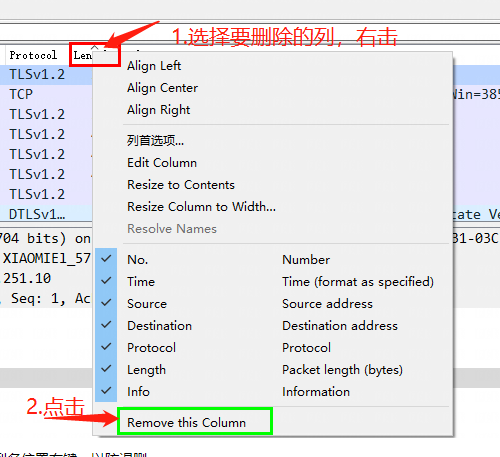 1.选择要删除的列，右击
Protocol
Len
TLSv1.2
Align Left
TCP
Align Center
Win=385
TLSv1.2
Align Right
TLSv1.2
列首选项...
TLSv1.2
Edit Column
TLSv1.2
Resize to Contents
TLSv1.2
Resize Column to Width...
DTLSv1…
tate Ve
Resolve Names
704 bits) on
31-03C
XIAOMIEl_57
No. Number
251.10
Time Time (format as specified)
, Seq: 1, Ac
Source Source address
Destination Destination address
Protocol Protocol
Length Packet length (bytes)
Info Information
2.点击
Remove this Column